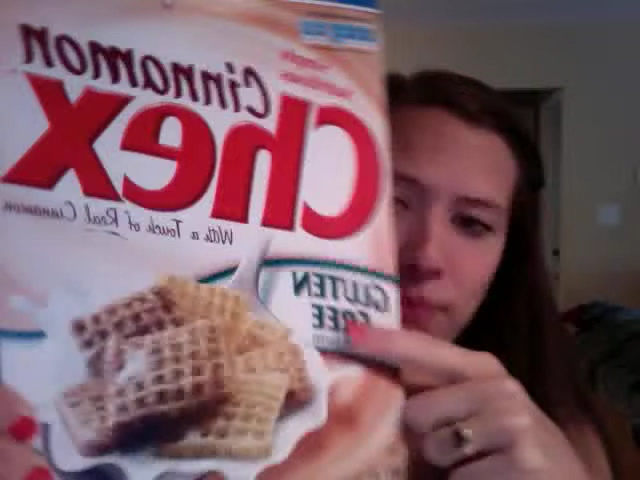 Cinnamon
Chex
With a Touch of Real Cinnamon
GLUTEN
FREE